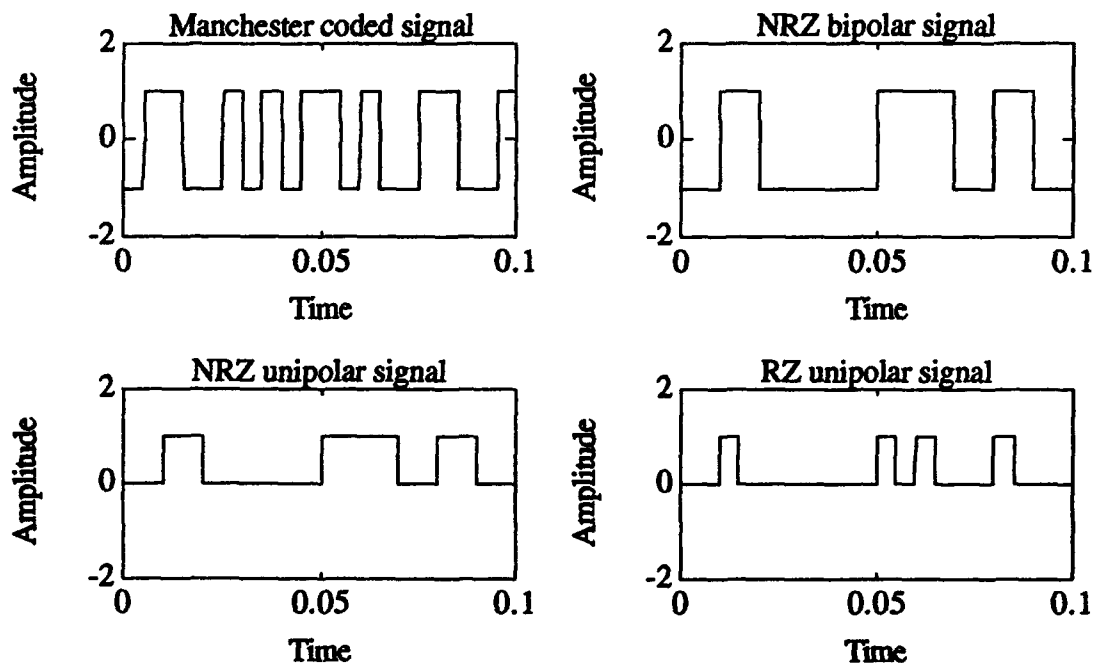 Manchester coded signal
2
0
-2
Amplitude
0
0.05
0.1
Time
NRZ bipolar signal
2
0
-2
Amplitude
0
0.05
0.1
Time
NRZ unipolar signal
2
0
-2
Amplitude
0
0.05
0.1
Time
RZ unipolar signal
2
0
-2
Amplitude
0
0.05
0.1
Time